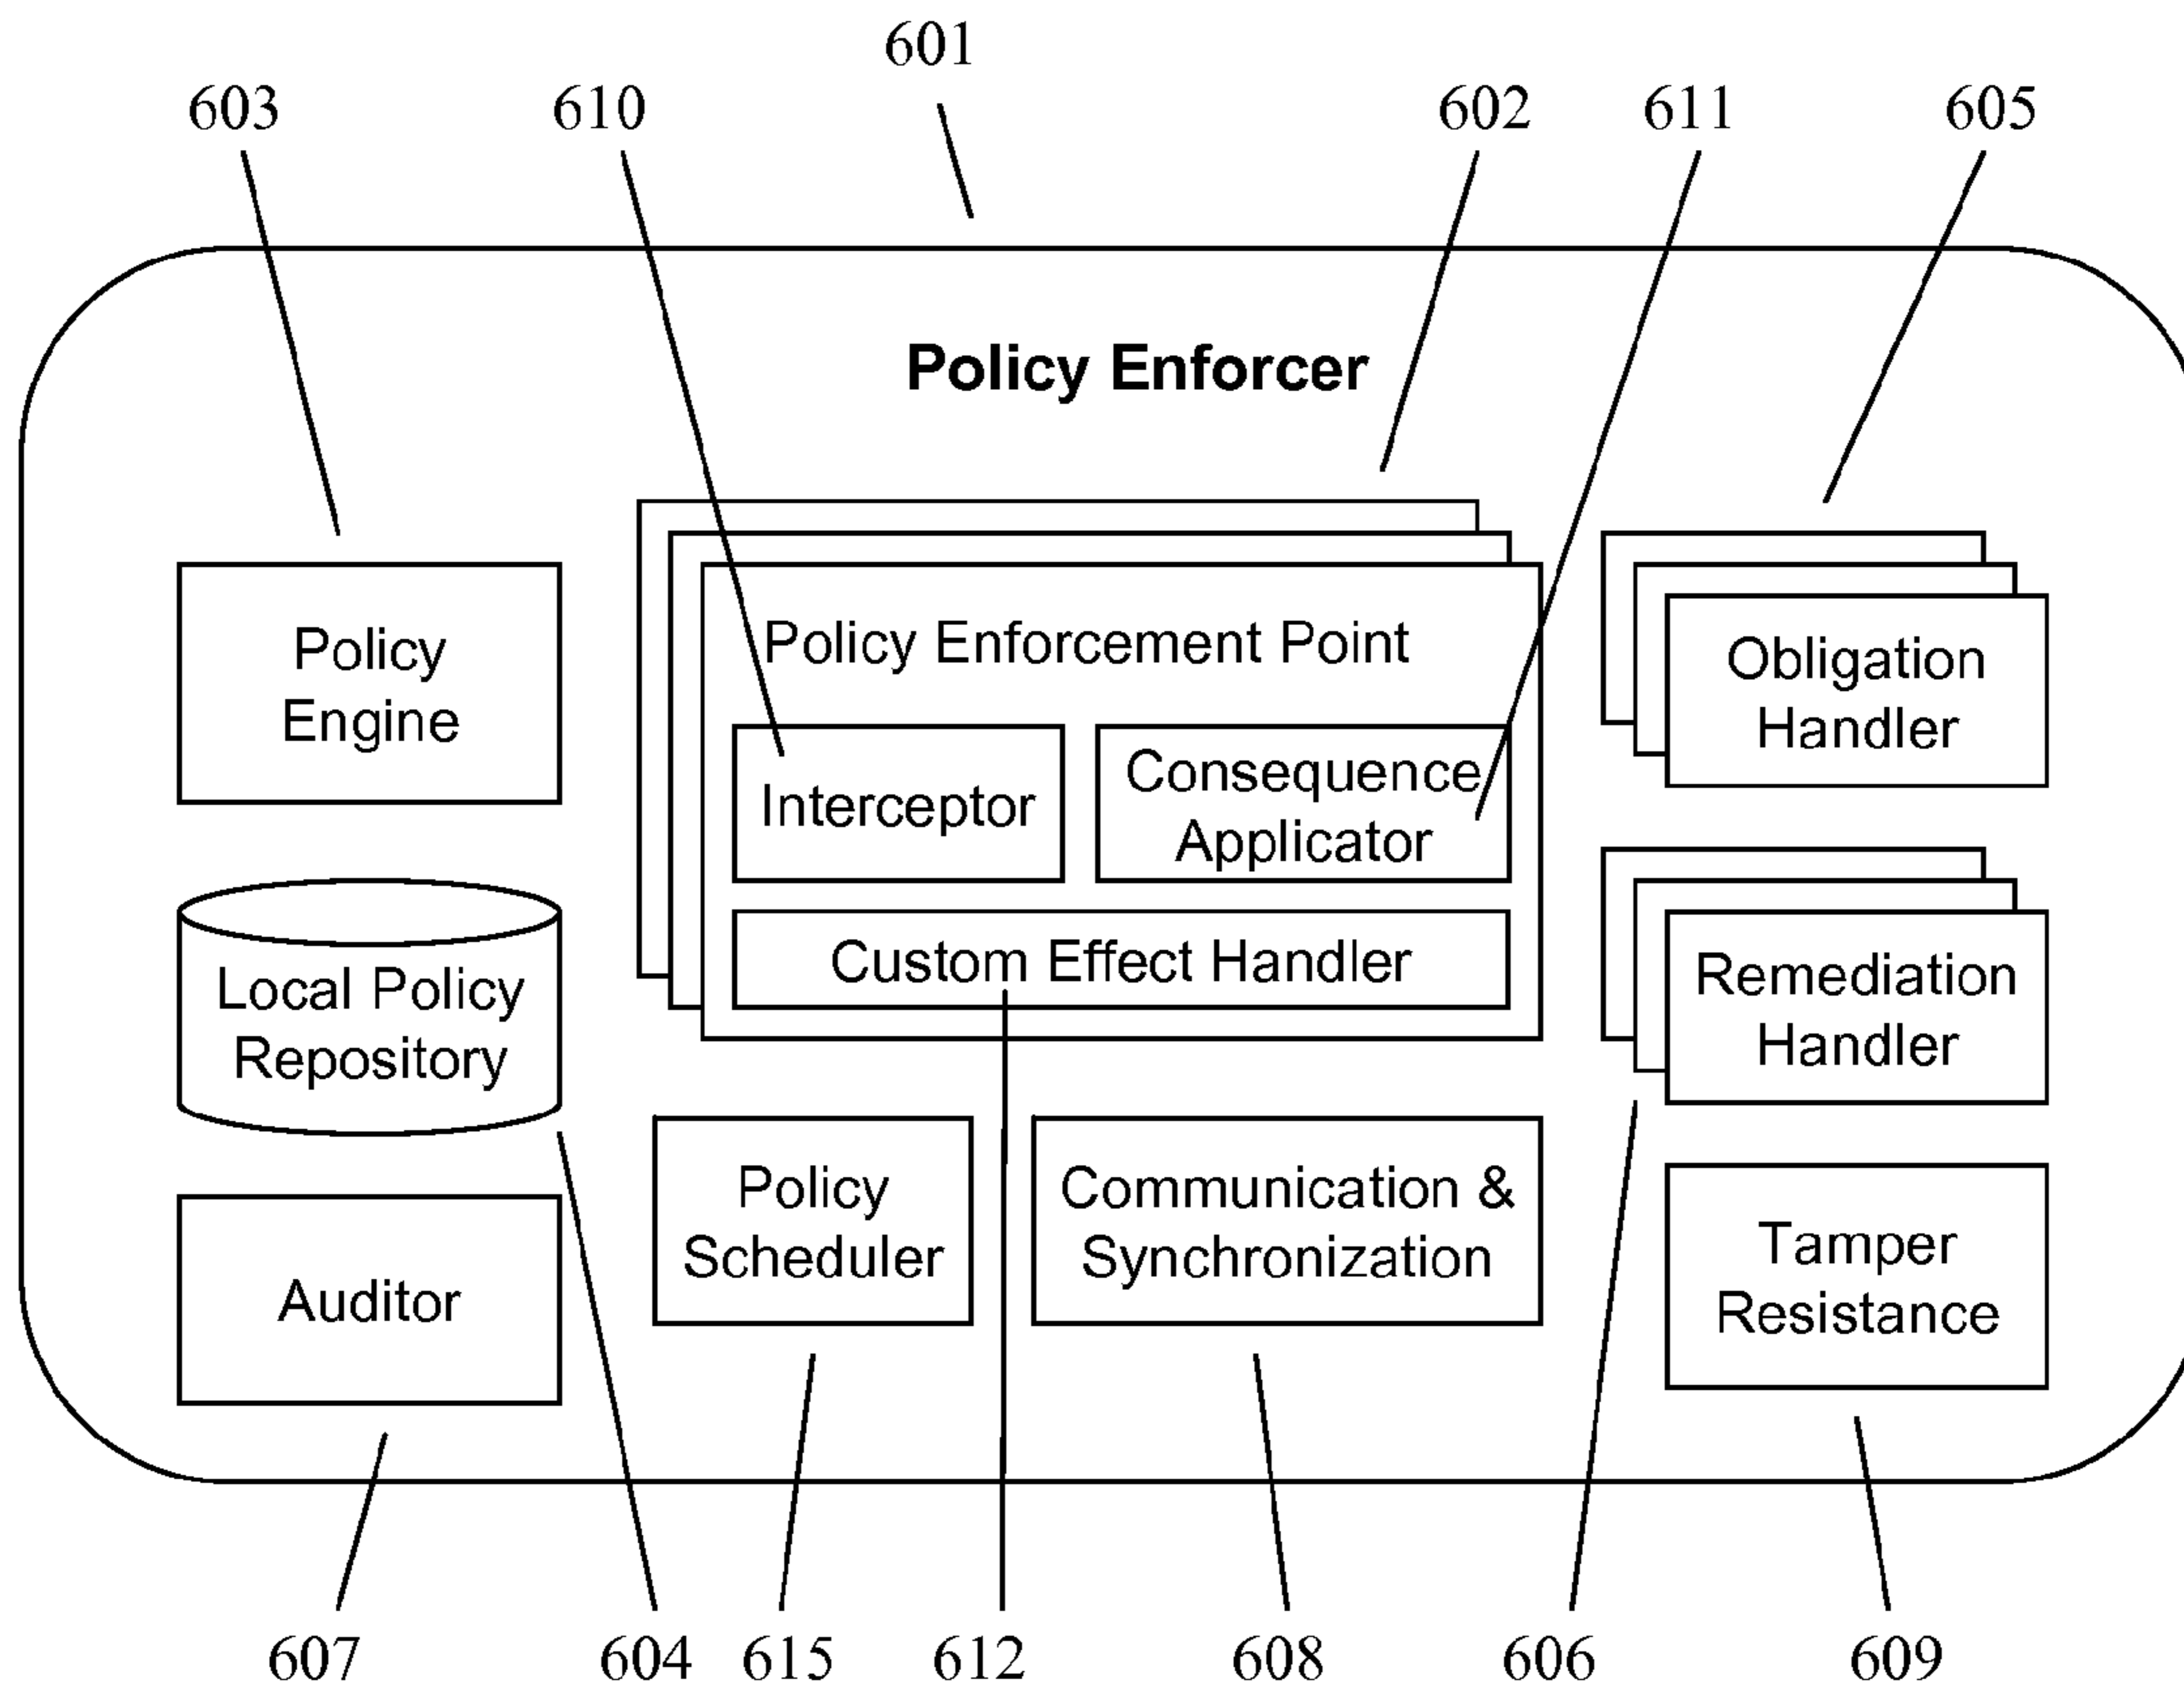 601
603
610
602
611
605
Policy Enforcer
Policy
Engine
Policy Enforcement Point
Interceptor
Consequence
Applicator
Custom Effect Handler
Obligation
Handler
Local Policy
Repository
Remediation
Handler
Auditor
Policy
Scheduler
Communication &
Synchronization
Tamper
Resistance
607
604
615
612
608
606
609